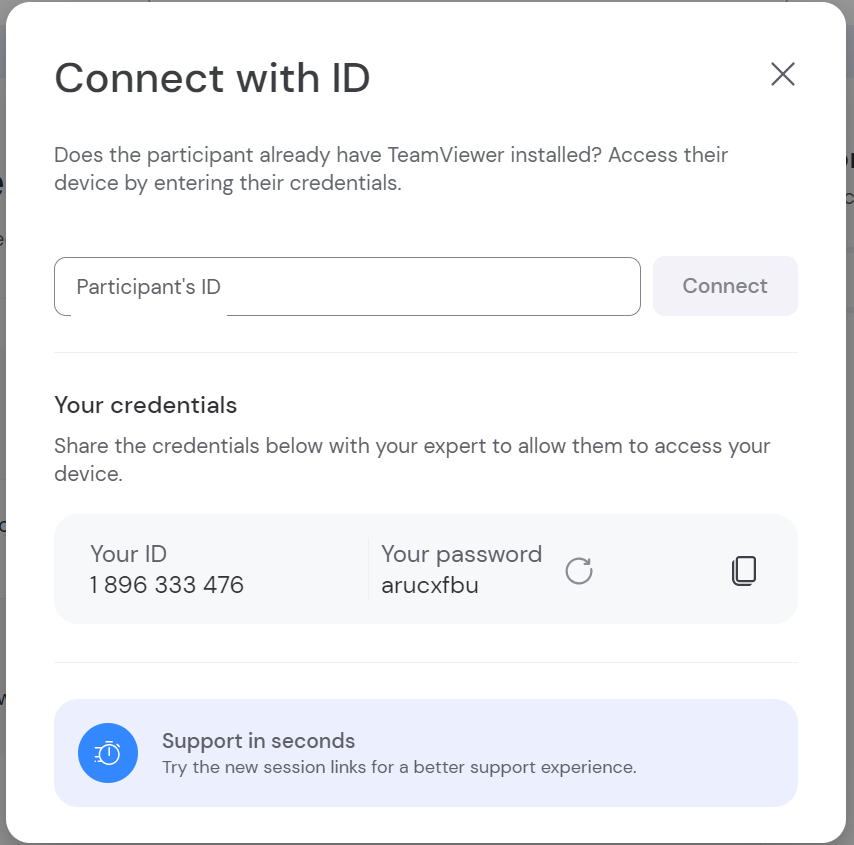 Connect with ID
Does the participant already have TeamViewer installed? Access their
device by entering their credentials.
Participant's ID
Connect
Your credentials
Share the credentials below with your expert to allow them to access your
device.
Your ID
1 896 333 476
Your password
arucxfbu
Support in seconds
Try the new session links for a better support experience.